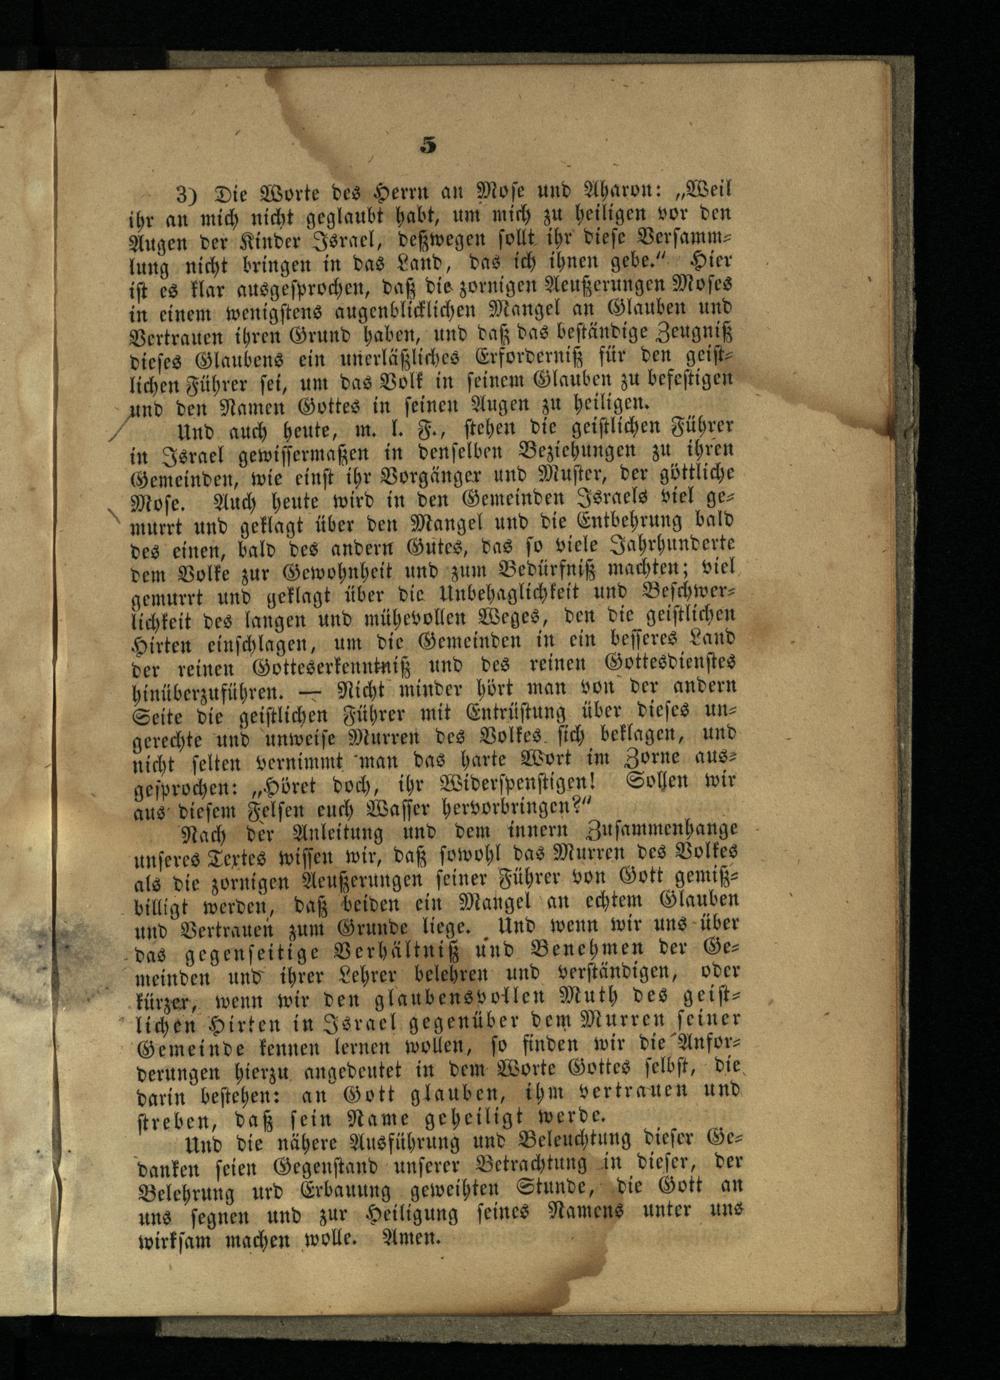 5
3) Die Worte des Herrn an Mose und Aharon: „Weil
ihr an mich nicht geglaubt habt, um mich zu heiligen vor den
Augen der Kinder Israel, deßwegen sollt ihr diese Versamm⸗
lung nicht bringen in das Land, das ich ihnen gebe.“ Hier
ist es klar ausgesprochen, daß die zornigen Aeußerungen Moses
in einem wenigstens augenblicklichen Mangel an Glauben und
Vertrauen ihren Grund haben, und daß das beständige Zeugniß
dieses Glaubens ein unerläßliches Erforderniß für den geist⸗
lichen Führer sei, um das Volk in seinem Glauben zu befestigen
und den Namen Gottes in seinen Augen zu heiligen.
Und auch heute, m. l. F., stehen die geistlichen Führer
in Israel gewissermaßen in denselben Beziehungen zu ihren
Gemeinden, wie einst ihr Vorgänger und Muster, der göttliche
Mose. Auch heute wird in den Gemeinden Israels viel ge⸗
murrt und geklagt über den Mangel und die Entbehrung bald
des einen, bald des andern Gutes, das so viele Jahrhunderte
dem Volke zur Gewohnheit und zum Bedürfniß machten; viel
gemurrt und geklagt über die Unbehaglichkeit und Beschwer⸗
lichkeit des langen und mühevollen Weges, den die geistlichen
Hirten einschlagen, um die Gemeinden in ein besseres Land
der reinen Gotteserkenntniß und des reinen Gottesdienstes
hinüberzuführen. — Nicht minder hört man von der andern
Seite die geistlichen Führer mit Entrüstung über dieses un⸗
gerechte und unweise Murren des Volkes sich beklagen, und
nicht selten vernimmt man das harte Wort im Zorne aus⸗
gesprochen: „Höret doch, ihr Widerspenstigen! Sollen wir
aus diesem Felsen euch Wasser hervorbringen?“
Nach der Anleitung und dem innern Zusammenhange
unseres Textes wissen wir, daß sowohl das Murren des Volkes
als die zornigen Aeußerungen seiner Führer von Gott gemiß⸗
billigt werden, daß beiden ein Mangel an echtem Glauben
und Vertrauen zum Grunde liege. Und wenn wir uns über
das gegenseitige Verhältniß und Benehmen der Ge⸗
meinden und ihrer Lehrer belehren und verständigen, oder
kürzer, wenn wir den glaubensvollen Muth des geist⸗
lichen Hirten in Israel gegenüber dem Murren seiner
Gemeinde kennen lernen wollen, so finden wir die Anfor⸗
derungen hierzu angedeutet in dem Worte Gottes selbst, die
darin bestehen: an Gott glauben, ihm vertrauen und
streben, daß sein Name geheiligt werde.
Und die nähere Ausführung und Beleuchtung dieser Ge⸗
danken seien Gegenstand unserer Betrachtung in dieser, der
Belehrung urd Erbauung geweihten Stunde, die Gott an
uns segnen und zur Heiligung seines Namens unter uns
wirksam machen wolle. Amen.